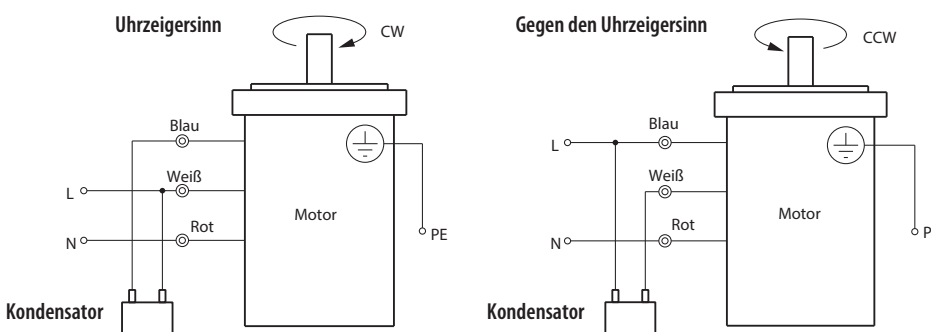 Uhrzeigersinn
CW
Blau
Weiß
L
Rot
Motor
N
PE
Kondensator
Gegen den Uhrzeigersinn
CCW
Blau
L
Weiß
Rot
Motor
N
P
Kondensator